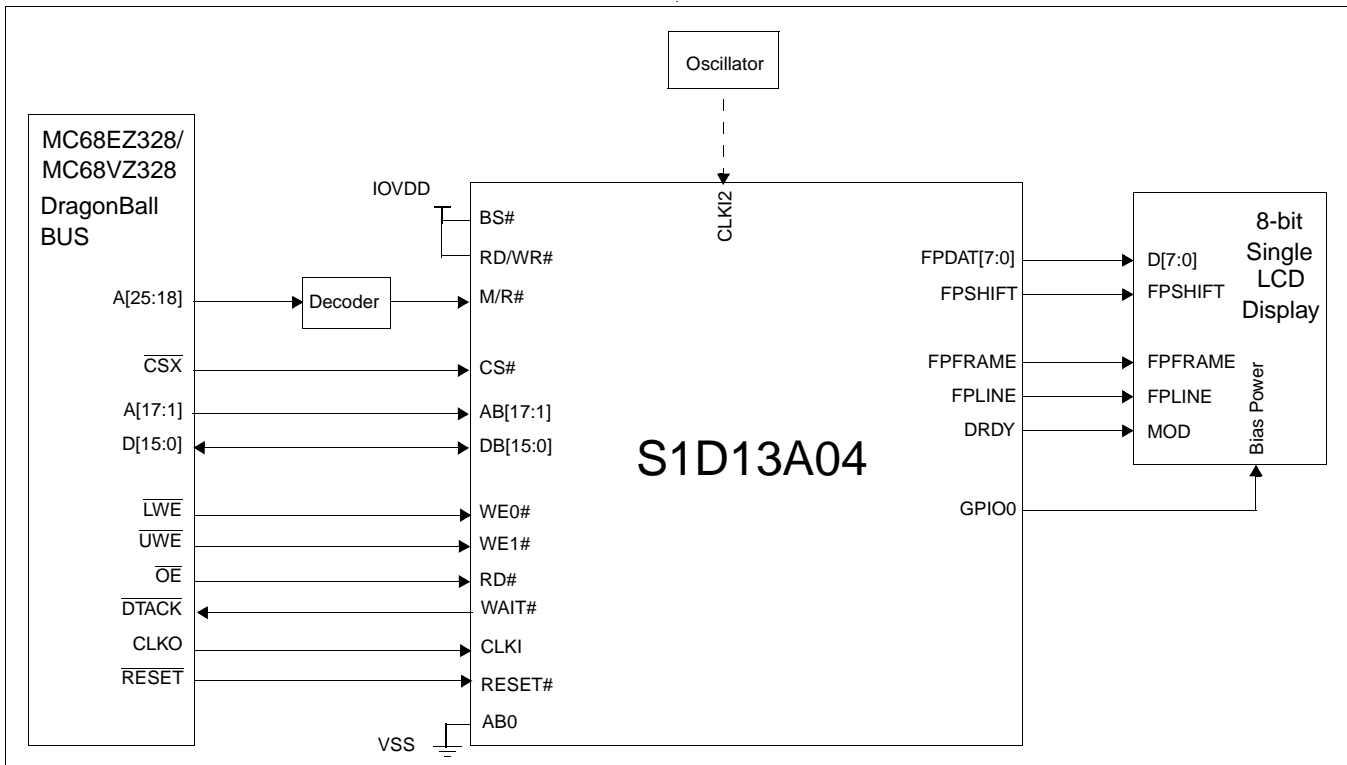 Oscillator
MC68EZ328/
MC68VZ328
DragonBall
BUS
A[25:18]
CSX
A[17:1]
D[15:0]
LWE
UWE
OE
DTACK
CLKO
RESET
Decoder
IOVDD
VSS
CLKI2
BS#
RD/WR#
M/R#
CS#
AB[17:1]
DB[15:0]
WE0#
WE1#
RD#
WAIT#
CLKI
RESET#
AB0
S1D13A04
FPDAT[7:0]
FPSHIFT
FPFRAME
FPLINE
DRDY
GPIO0
8-bit
Single
LCD
Display
D[7:0]
FPSHIFT
FPFRAME
FPLINE
MOD
Bias Power